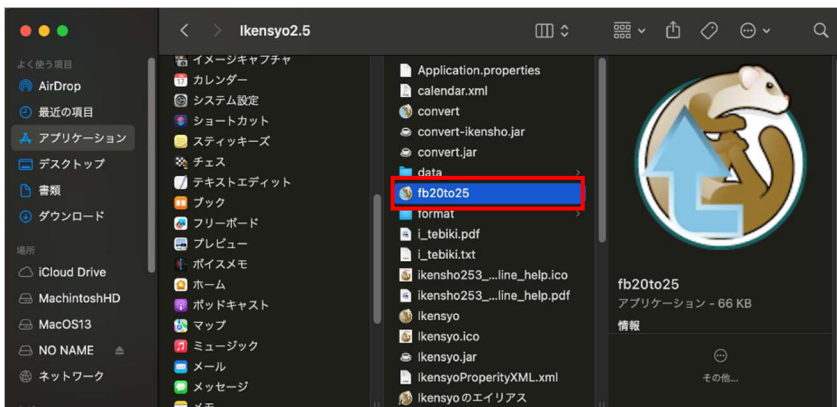 Ikensyo2.5
よく使う項目
AirDrop
最近の項目
アプリケーション
デスクトップ
書類
ダウンロード
場所
iCloud Drive
MachintoshHD
MacOS13
NO NAME
ネットワーク
イメージキャプチャ
カレンダー
システム設定
ショートカット
スティッキーズ
チェス
テキストエディット
ブック
フリーボード
プレビュー
ボイスメモ
ホーム
ポッドキャスト
マップ
ミュージック
メール
メッセージ
メモ
Application.properties
calendar.xml
convert
convert-ikensho.jar
convert.jar
data
fb20to25
format
i_tebiki.pdf
i_tebiki.txt
ikensho253_...line_help.ico
ikensho253_...line_help.pdf
Ikensyo
Ikensyo.ico
Ikensyo.jar
IkensyoProperityXML.xml
Ikensyo のエイリアス
fb20to25
アプリケーション - 66 KB
情報
その他...